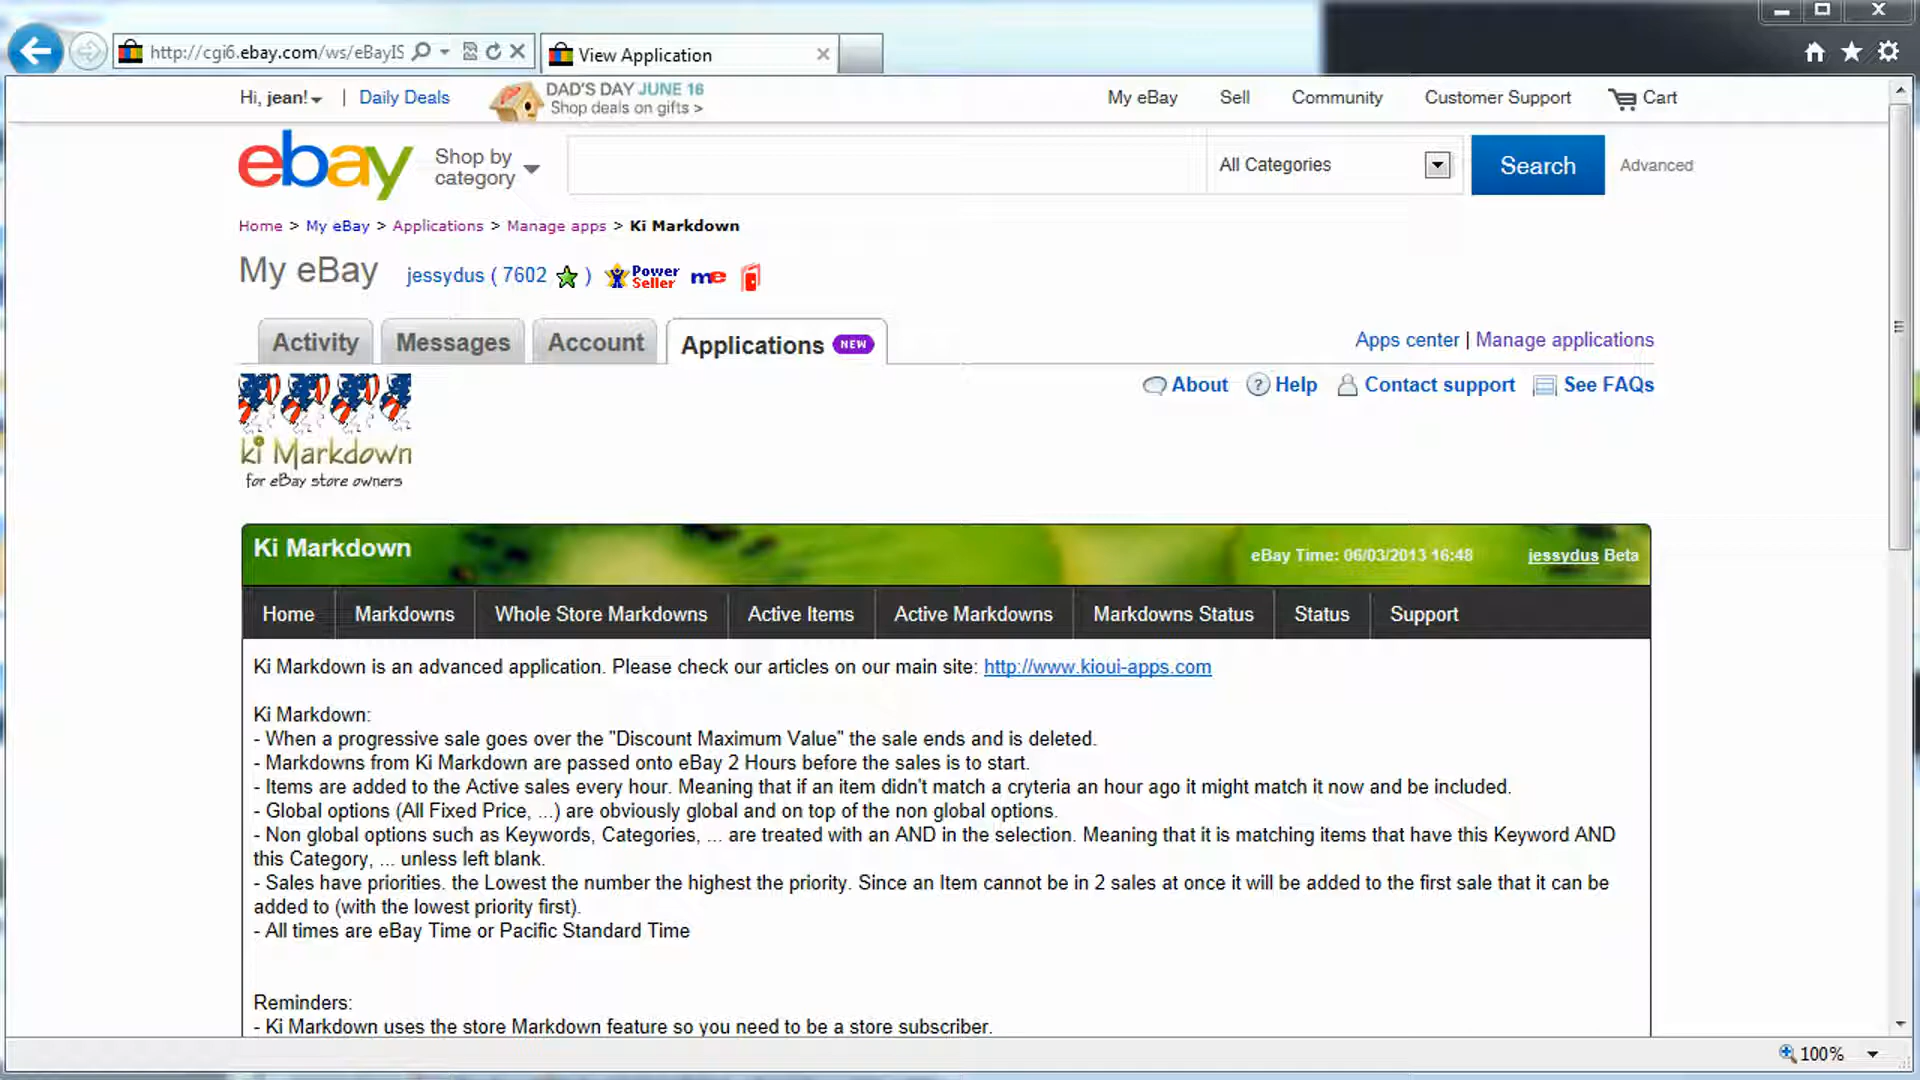 http://cgi6.ebay.com/ws/eBayIS
View Application
Hi, jean! | Daily Deals
DAD'S DAY JUNE 16
Shop deals on gifts >
My eBay Sell Community Customer Support Cart
ebay
Shop by
category
All Categories
Search
Advanced
Home > My eBay > Applications > Manage apps > Ki Markdown
My eBay jessydus ( 7602 ) Power Seller me
Activity Messages Account Applications NEW
Apps center | Manage applications
About Help Contact support See FAQs
ki Markdown
for eBay store owners
Ki Markdown
eBay Time: 06/03/2013 16:48 jessydus Beta
Home Markdowns Whole Store Markdowns Active Items Active Markdowns Markdowns Status Status Support
Ki Markdown is an advanced application. Please check our articles on our main site: http://www.kioui-apps.com
Ki Markdown:
- When a progressive sale goes over the "Discount Maximum Value" the sale ends and is deleted.
- Markdowns from Ki Markdown are passed onto eBay 2 Hours before the sales is to start.
- Items are added to the Active sales every hour. Meaning that if an item didn't match a cryteria an hour ago it might match it now and be included.
- Global options (All Fixed Price, ...) are obviously global and on top of the non global options.
- Non global options such as Keywords, Categories, ... are treated with an AND in the selection. Meaning that it is matching items that have this Keyword AND
this Category, ... unless left blank.
- Sales have priorities. the Lowest the number the highest the priority. Since an Item cannot be in 2 sales at once it will be added to the first sale that it can be
added to (with the lowest priority first).
- All times are eBay Time or Pacific Standard Time
Reminders:
- Ki Markdown uses the store Markdown feature so you need to be a store subscriber.
100%